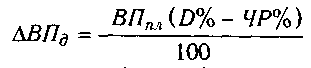 ΔВП_д = ВП_пл (D% – ЧР%) / 100